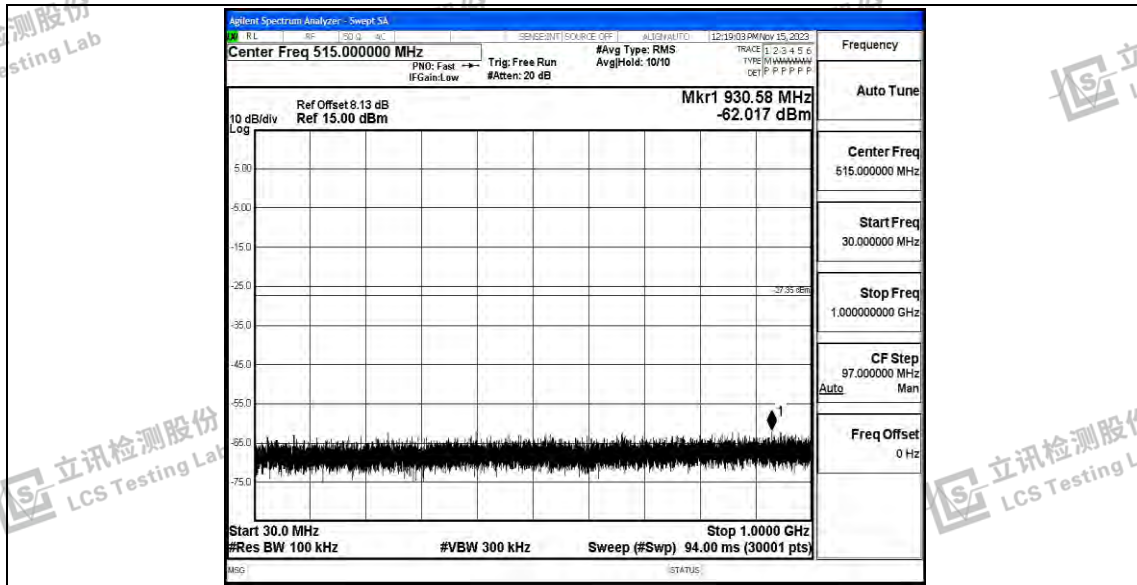 Agilent Spectrum Analyzer - Swept SA
RL RF 50 Ω AC SENSE:INT SOURCE OFF ALIGN AUTO 12:19:03 PM Nov 15, 2023
Center Freq 515.000000 MHz
PNO: Fast
IFGain:Low
Trig: Free Run
#Atten: 20 dB
#Avg Type: RMS
Avg|Hold: 10/10
TRACE 1 2 3 4 5 6
TYPE
DET P P P P P P
Ref Offset 8.13 dB
10 dB/div Ref 15.00 dBm
Log
Mkr1 930.58 MHz
-62.017 dBm
5.00
-5.00
-15.0
-25.0
-27.35 dBm
-35.0
-45.0
-55.0
1
-65.0
-75.0
Start 30.0 MHz Stop 1.0000 GHz
#Res BW 100 kHz #VBW 300 kHz Sweep (#Swp) 94.00 ms (30001 pts)
MSG STATUS
Frequency
Auto Tune
Center Freq
515.000000 MHz
Start Freq
30.000000 MHz
Stop Freq
1.000000000 GHz
CF Step
97.000000 MHz
Auto Man
Freq Offset
0 Hz
检测股份
esting Lab
立讯检测股份
LCS Testing Lab
立讯检测股份
LCS Testing L
立